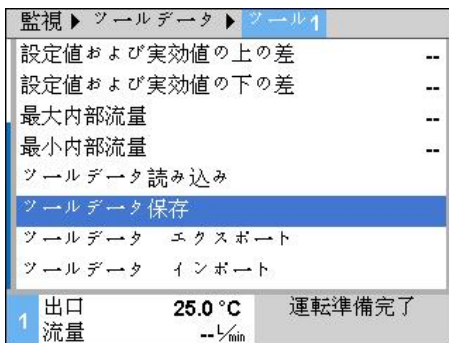 監視 ▶ ツールデータ ▶ ツール1
設定値および実効値の上の差 --
設定値および実効値の下の差 --
最大内部流量 --
最小内部流量 --
ツールデータ読み込み
ツールデータ保存
ツールデータ エクスポート
ツールデータ インポート
1 出口 25.0 °C 運転準備完了
流量 -- L/min